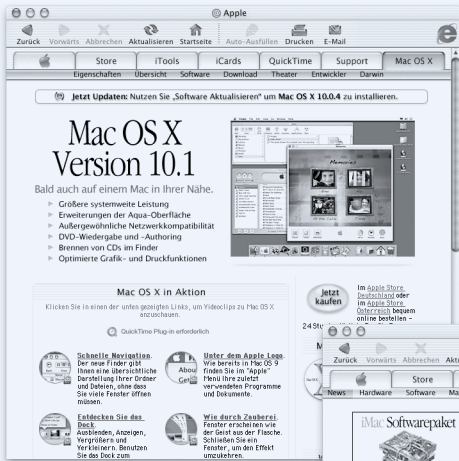 Apple
Zurück Vorwärts Abbrechen Aktualisieren Startseite Auto-Ausfüllen Drucken E-Mail
Store iTools iCards QuickTime Support Mac OS X
Eigenschaften Übersicht Software Download Theater Entwickler Darwin
Jetzt Updaten: Nutzen Sie „Software Aktualisieren“ um Mac OS X 10.0.4 zu installieren.
Mac OS X
Version 10.1
Bald auch auf einem Mac in Ihrer Nähe.
Größere systemweite Leistung
Erweiterungen der Aqua-Oberfläche
Außergewöhnliche Netzwerkkompatibilität
DVD-Wiedergabe und -Authoring
Brennen von CDs im Finder
Optimierte Grafik- und Druckfunktionen
Memories
Mac OS X in Aktion
Klicken Sie in einen der unten gezeigten Links, um Videoclips zu Mac OS X
anzuschauen.
QuickTime Plug-in erforderlich
Schnelle Navigation.
Der neue Finder gibt
Ihnen eine übersichtliche
Darstellung Ihrer Ordner
und Dateien, ohne dass
Sie viele Fenster öffnen
müssen.
Unter dem Apple Logo.
Wie bereits in Mac OS 9
finden Sie im "Apple"
Menü Ihre zuletzt
verwendeten Programme
und Dokumente.
Entdecken Sie das
Dock.
Ausblenden, Anzeigen,
Vergrößern und
Verkleinern. Benutzen
Sie das Dock zum
Wie durch Zauberei.
Fenster erscheinen wie
der Geist aus der Flasche.
Schließen Sie ein
Fenster, um den Effekt
umzukehren.
Jetzt
kaufen
Im Apple Store
Deutschland oder
im Apple Store
Österreich bequem
online bestellen -
Zurück Vorwärts Abbrechen
Store
News Hardware Software
iMac Softwarepaket